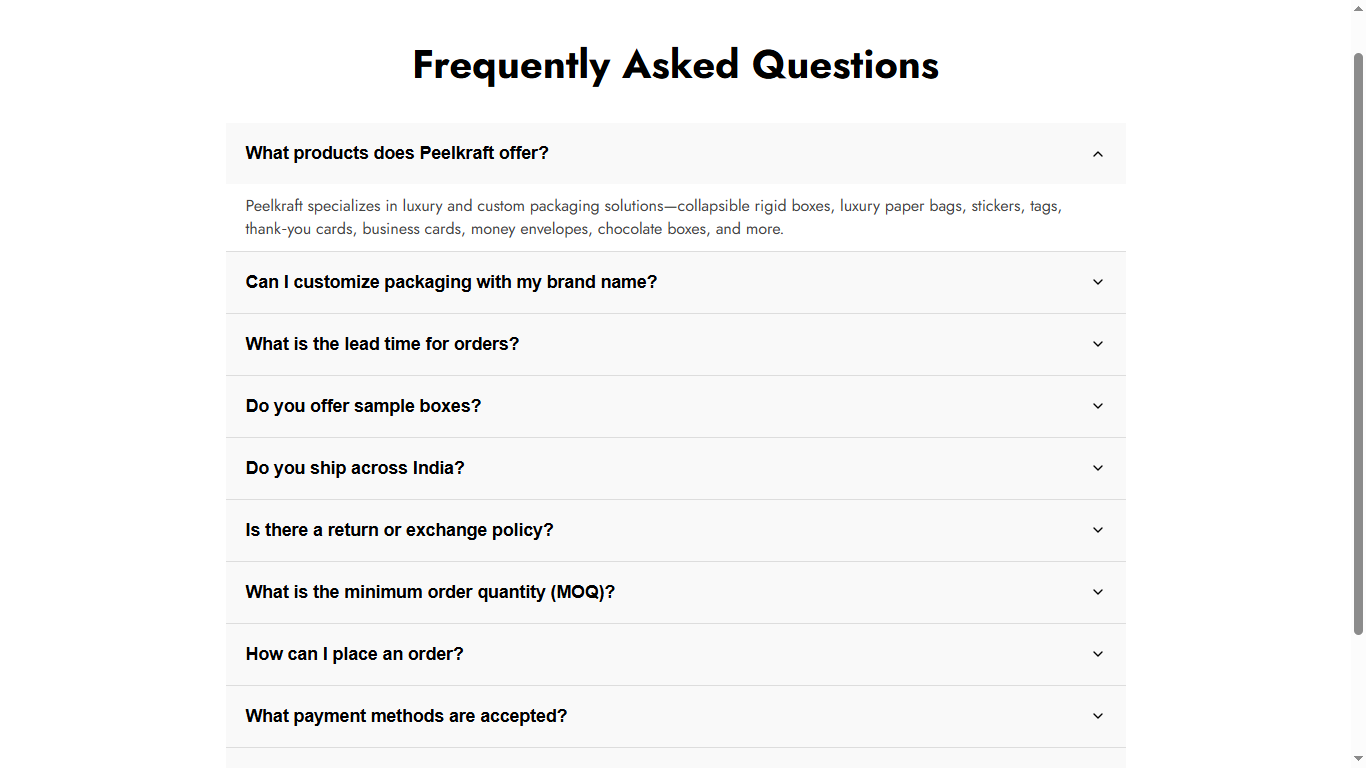 Frequently Asked Questions
What products does Peelkraft offer?
Peelkraft specializes in luxury and custom packaging solutions—collapsible rigid boxes, luxury paper bags, stickers, tags,
thank-you cards, business cards, money envelopes, chocolate boxes, and more.
Can I customize packaging with my brand name?
What is the lead time for orders?
Do you offer sample boxes?
Do you ship across India?
Is there a return or exchange policy?
What is the minimum order quantity (MOQ)?
How can I place an order?
What payment methods are accepted?